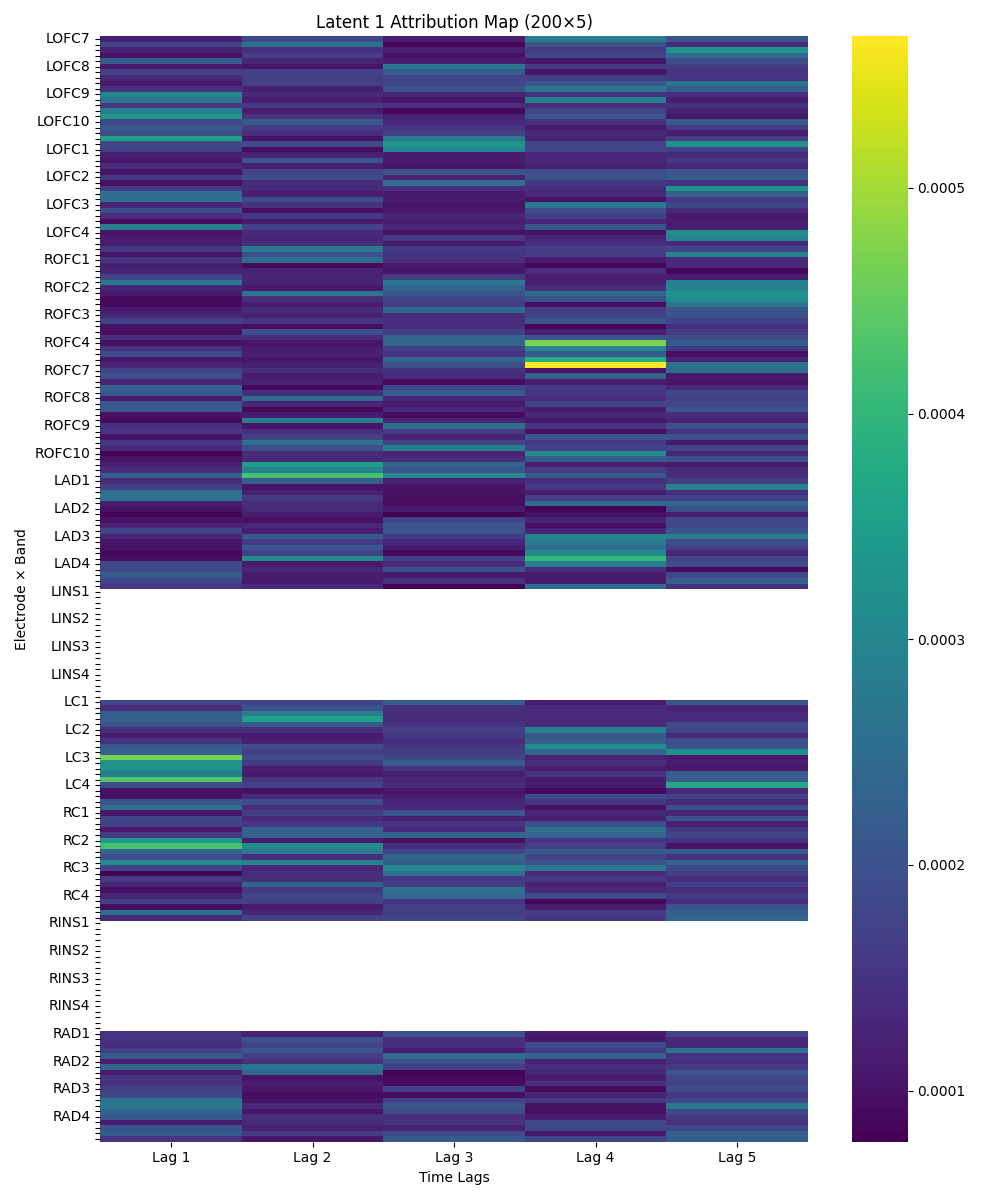 Latent 1 Attribution Map (200×5)
LOFC7
LOFC8
LOFC9
LOFC10
LOFC1
LOFC2
LOFC3
LOFC4
ROFC1
ROFC2
ROFC3
ROFC4
ROFC7
ROFC8
ROFC9
ROFC10
LAD1
LAD2
LAD3
LAD4
LINS1
LINS2
LINS3
LINS4
LC1
LC2
LC3
LC4
RC1
RC2
RC3
RC4
RINS1
RINS2
RINS3
RINS4
RAD1
RAD2
RAD3
RAD4
Electrode × Band
Lag 1 Lag 2 Lag 3 Lag 4 Lag 5
Time Lags
0.0005
0.0004
0.0003
0.0002
0.0001